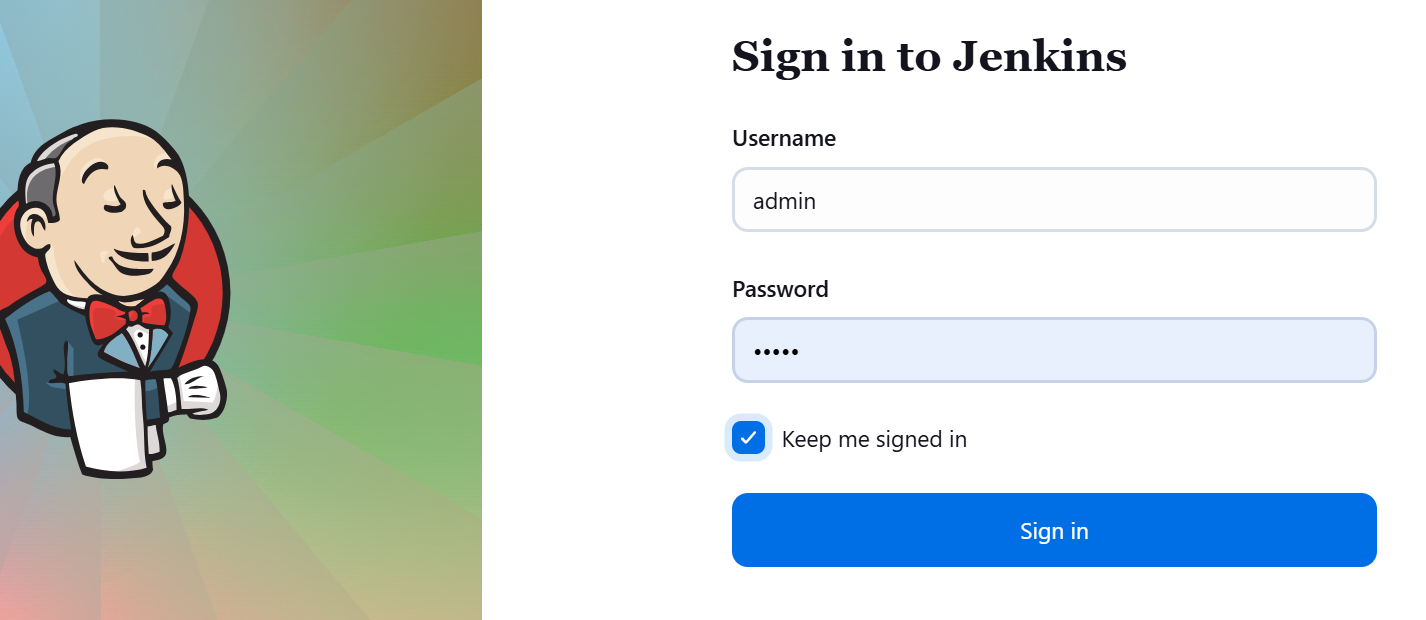 Sign in to Jenkins
Username
admin
Password
•••••
Keep me signed in
Sign in